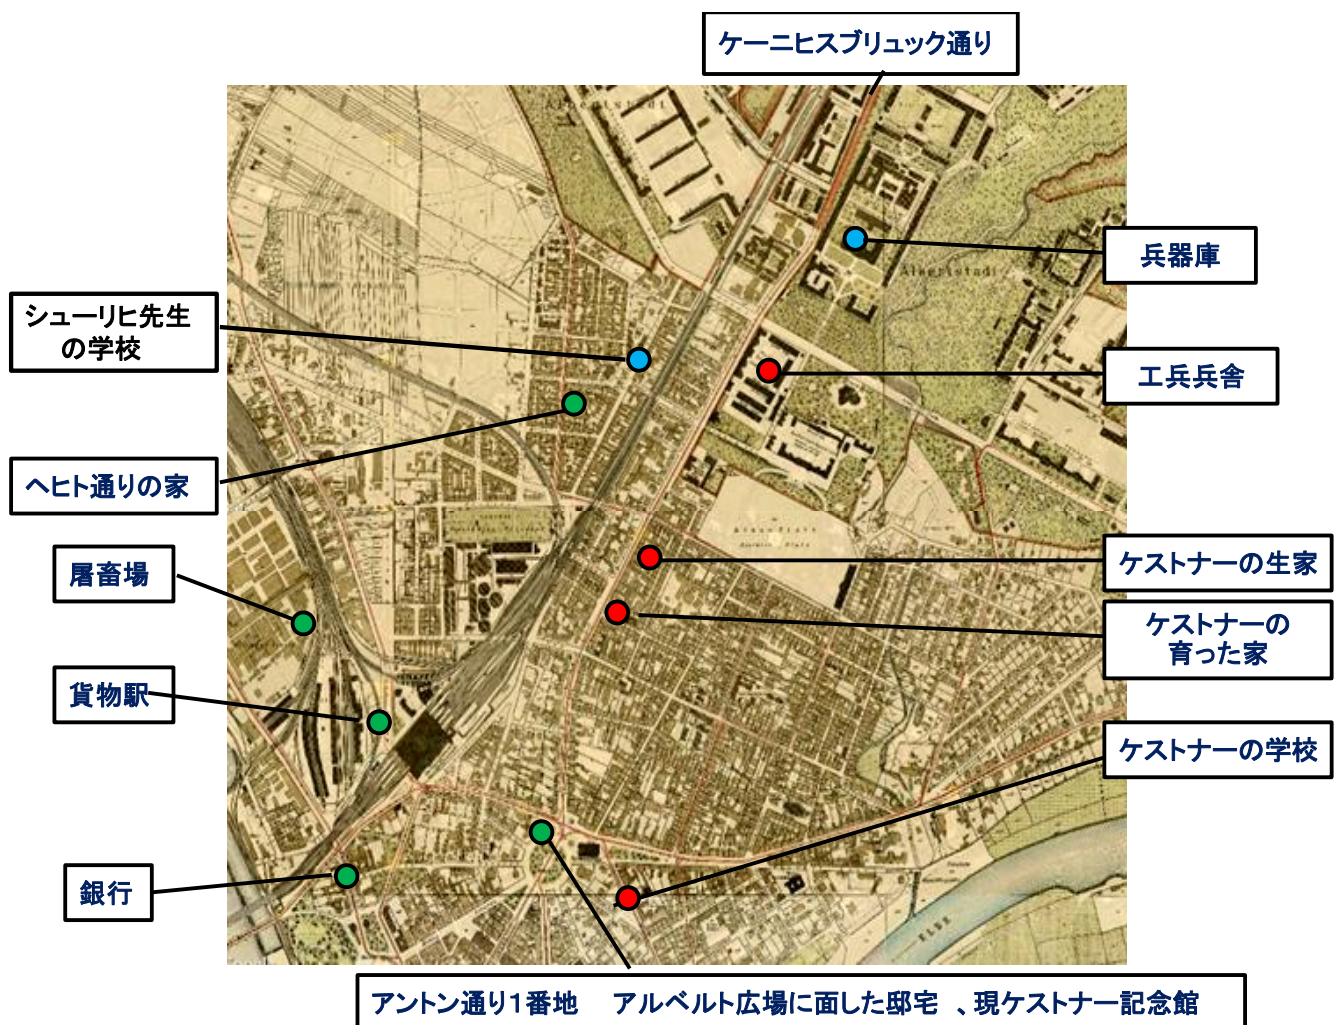 ケーニヒスブリュック通り
Albertstadt
兵器庫
Albertstadt
シューリヒ先生
の学校
工兵兵舎
ヘヒト通りの家
屠畜場
ケストナーの生家
ケストナーの
育った家
貨物駅
ケストナーの学校
銀行
ELBE
アントン通り1番地 アルベルト広場に面した邸宅 、現ケストナー記念館